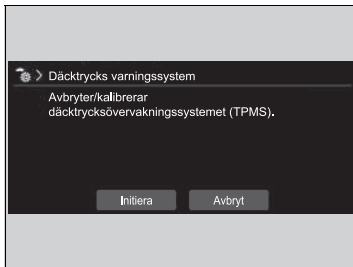 Däcktrycks varningssystem
Avbryter/kalibrerar
däcktrycksövervakningssystemet (TPMS).
Initiera Avbryt